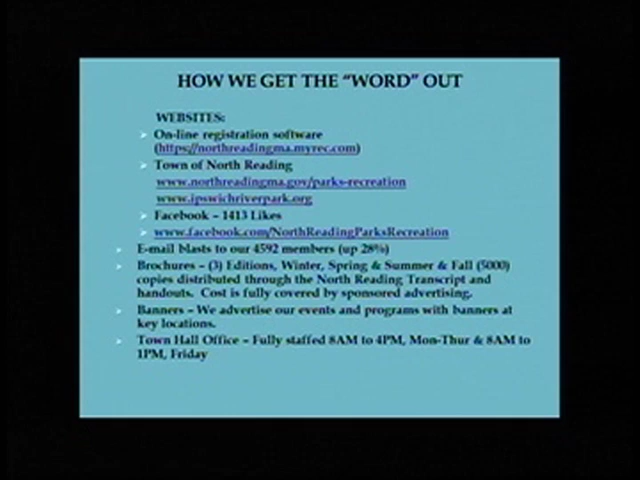 HOW WE GET THE “WORD” OUT
WEBSITES:
On-line registration software
(https://northreadingma.myrec.com)
Town of North Reading
www.northreadingma.gov/parks-recreation
www.ipswichriverpark.org
Facebook – 1413 Likes
www.facebook.com/NorthReadingParksRecreation
E-mail blasts to our 4592 members (up 28%)
Brochures – (3) Editions, Winter, Spring & Summer & Fall (5000)
copies distributed through the North Reading Transcript and
handouts. Cost is fully covered by sponsored advertising.
Banners – We advertise our events and programs with banners at
key locations.
Town Hall Office – Fully staffed 8AM to 4PM, Mon-Thur & 8AM to
1PM, Friday